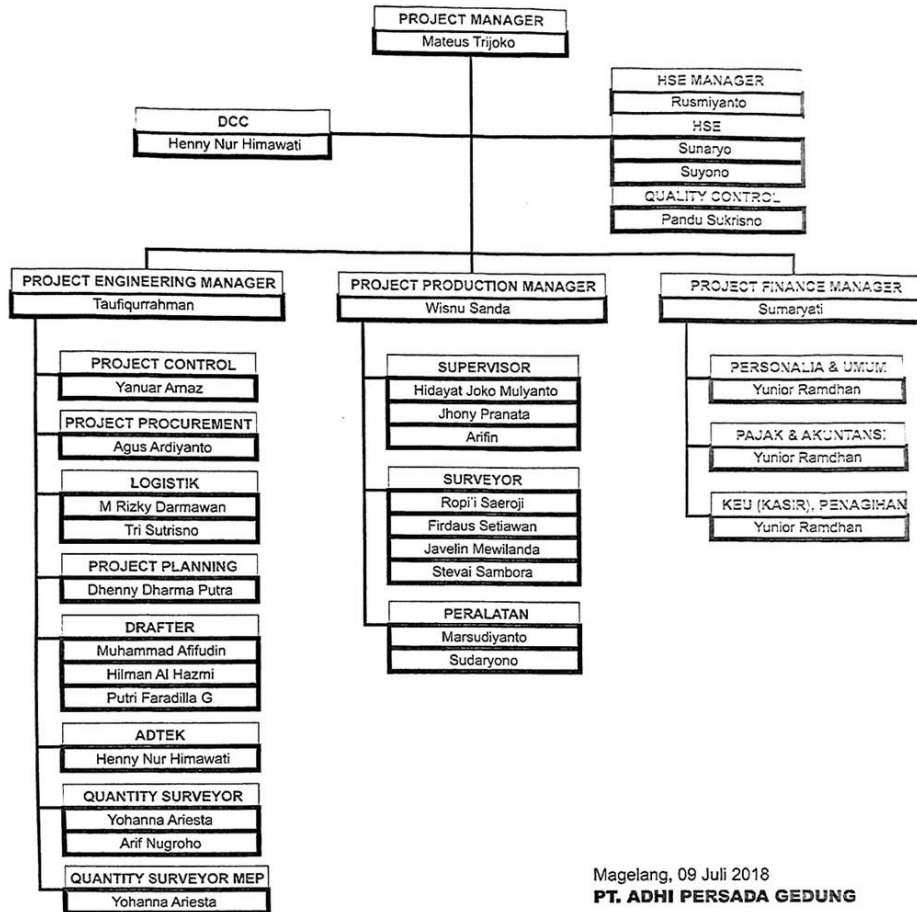 PROJECT MANAGER
Mateus Trijoko
DCC
Henny Nur Himawati
HSE MANAGER
Rusmiyanto
HSE
Sunaryo
Suyono
QUALITY CONTROL
Pandu Sukrisno
PROJECT ENGINEERING MANAGER
Taufiqurrahman
PROJECT CONTROL
Yanuar Arnaz
PROJECT PROCUREMENT
Agus Ardiyanto
LOGISTIK
M Rizky Darmawan
Tri Sutrisno
PROJECT PLANNING
Dhenny Dharma Putra
DRAFTER
Muhammad Afifudin
Hilman Al Hazmi
Putri Faradilla G
ADTEK
Henny Nur Himawati
QUANTITY SURVEYOR
Yohanna Ariesta
Arif Nugroho
QUANTITY SURVEYOR MEP
Yohanna Ariesta
PROJECT PRODUCTION MANAGER
Wisnu Sanda
SUPERVISOR
Hidayat Joko Mulyanto
Jhony Pranata
Arifin
SURVEYOR
Ropi'i Saeroji
Firdaus Setiawan
Javelin Mewilanda
Stevai Sambora
PERALATAN
Marsudiyanto
Sudaryono
PROJECT FINANCE MANAGER
Sumaryati
PERSONALIA & UMUM
Yunior Ramdhan
PAJAK & AKUNTANSI
Yunior Ramdhan
KEU (KASIR), PENAGIHAN
Yunior Ramdhan
Magelang, 09 Juli 2018
PT. ADHI PERSADA GEDUNG